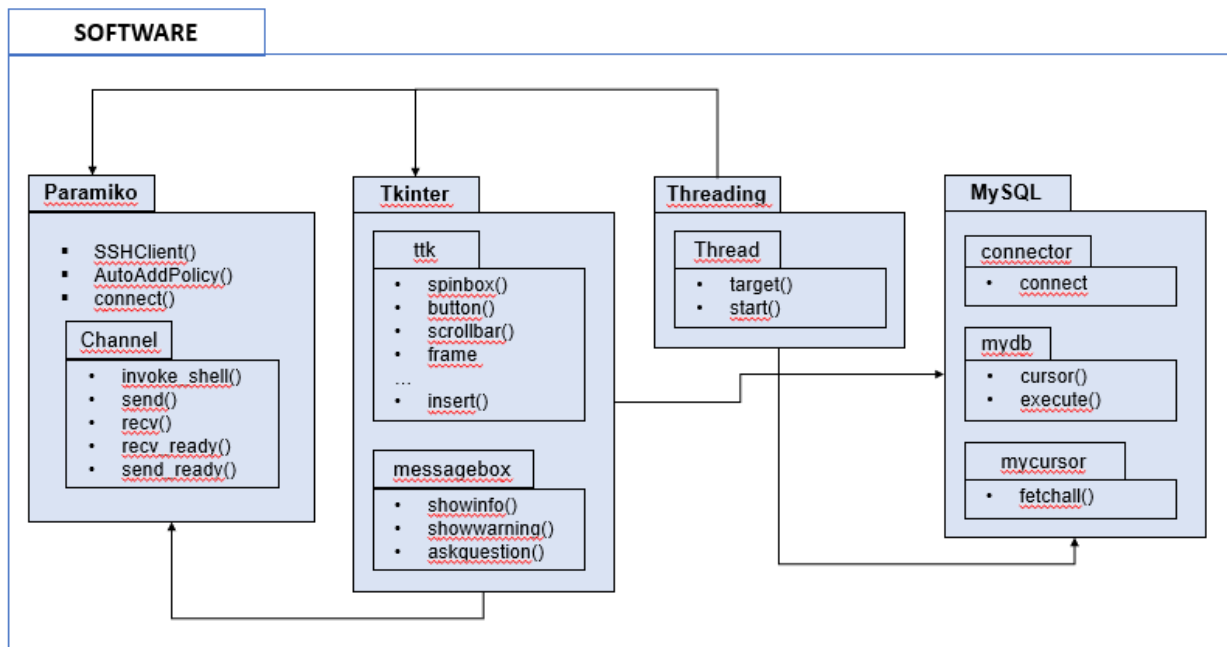 SOFTWARE
Paramiko
▪ SSHClient()
▪ AutoAddPolicy()
▪ connect()
Channel
• invoke_shell()
• send()
• recv()
• recv_ready()
• send_ready()
Tkinter
ttk
• spinbox()
• button()
• scrollbar()
• frame
...
• insert()
messagebox
• showinfo()
• showwarning()
• askquestion()
Threading
Thread
• target()
• start()
MySQL
connector
• connect
mydb
• cursor()
• execute()
mycursor
• fetchall()